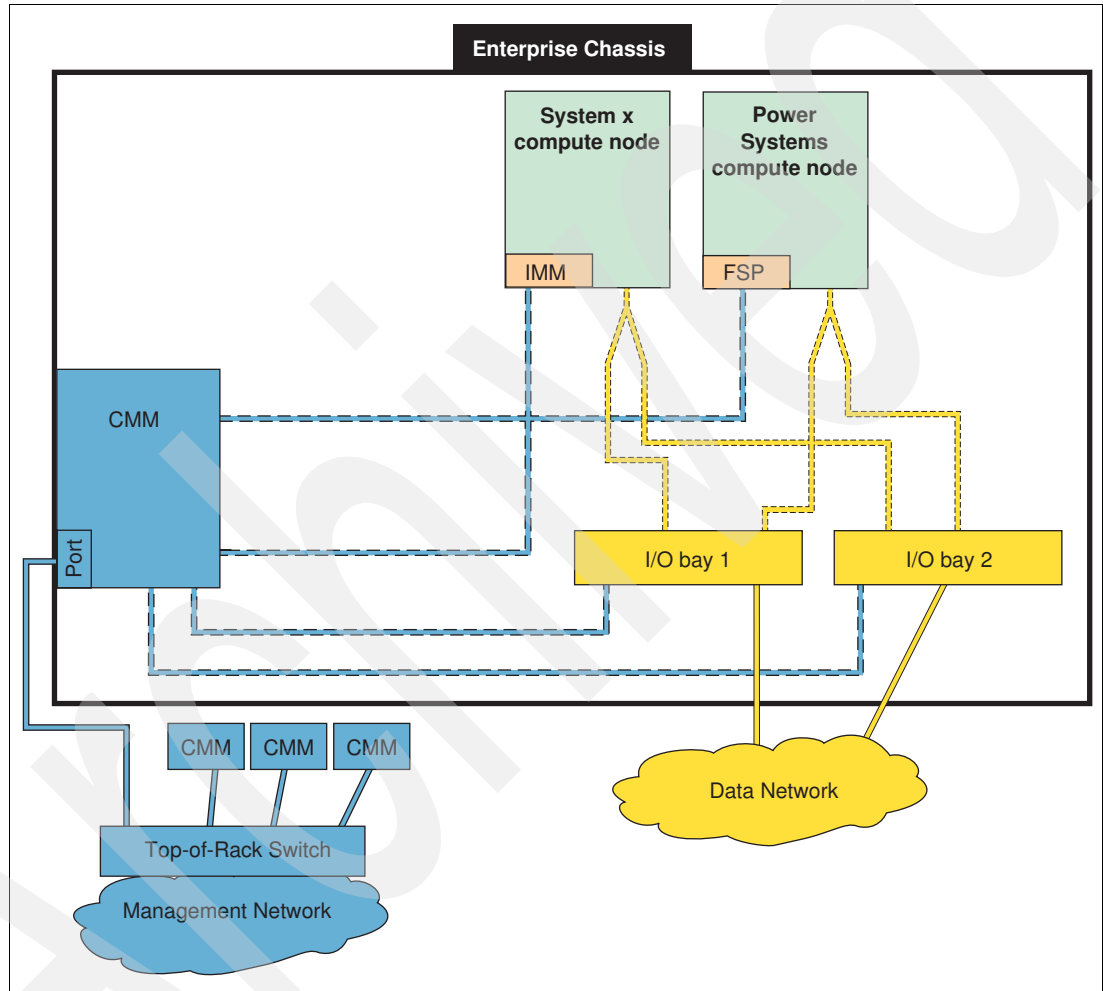 Enterprise Chassis
System x
compute node
Power
Systems
compute node
IMM
FSP
CMM
Port
I/O bay 1
I/O bay 2
CMM
CMM
CMM
Data Network
Top-of-Rack Switch
Management Network
Archived